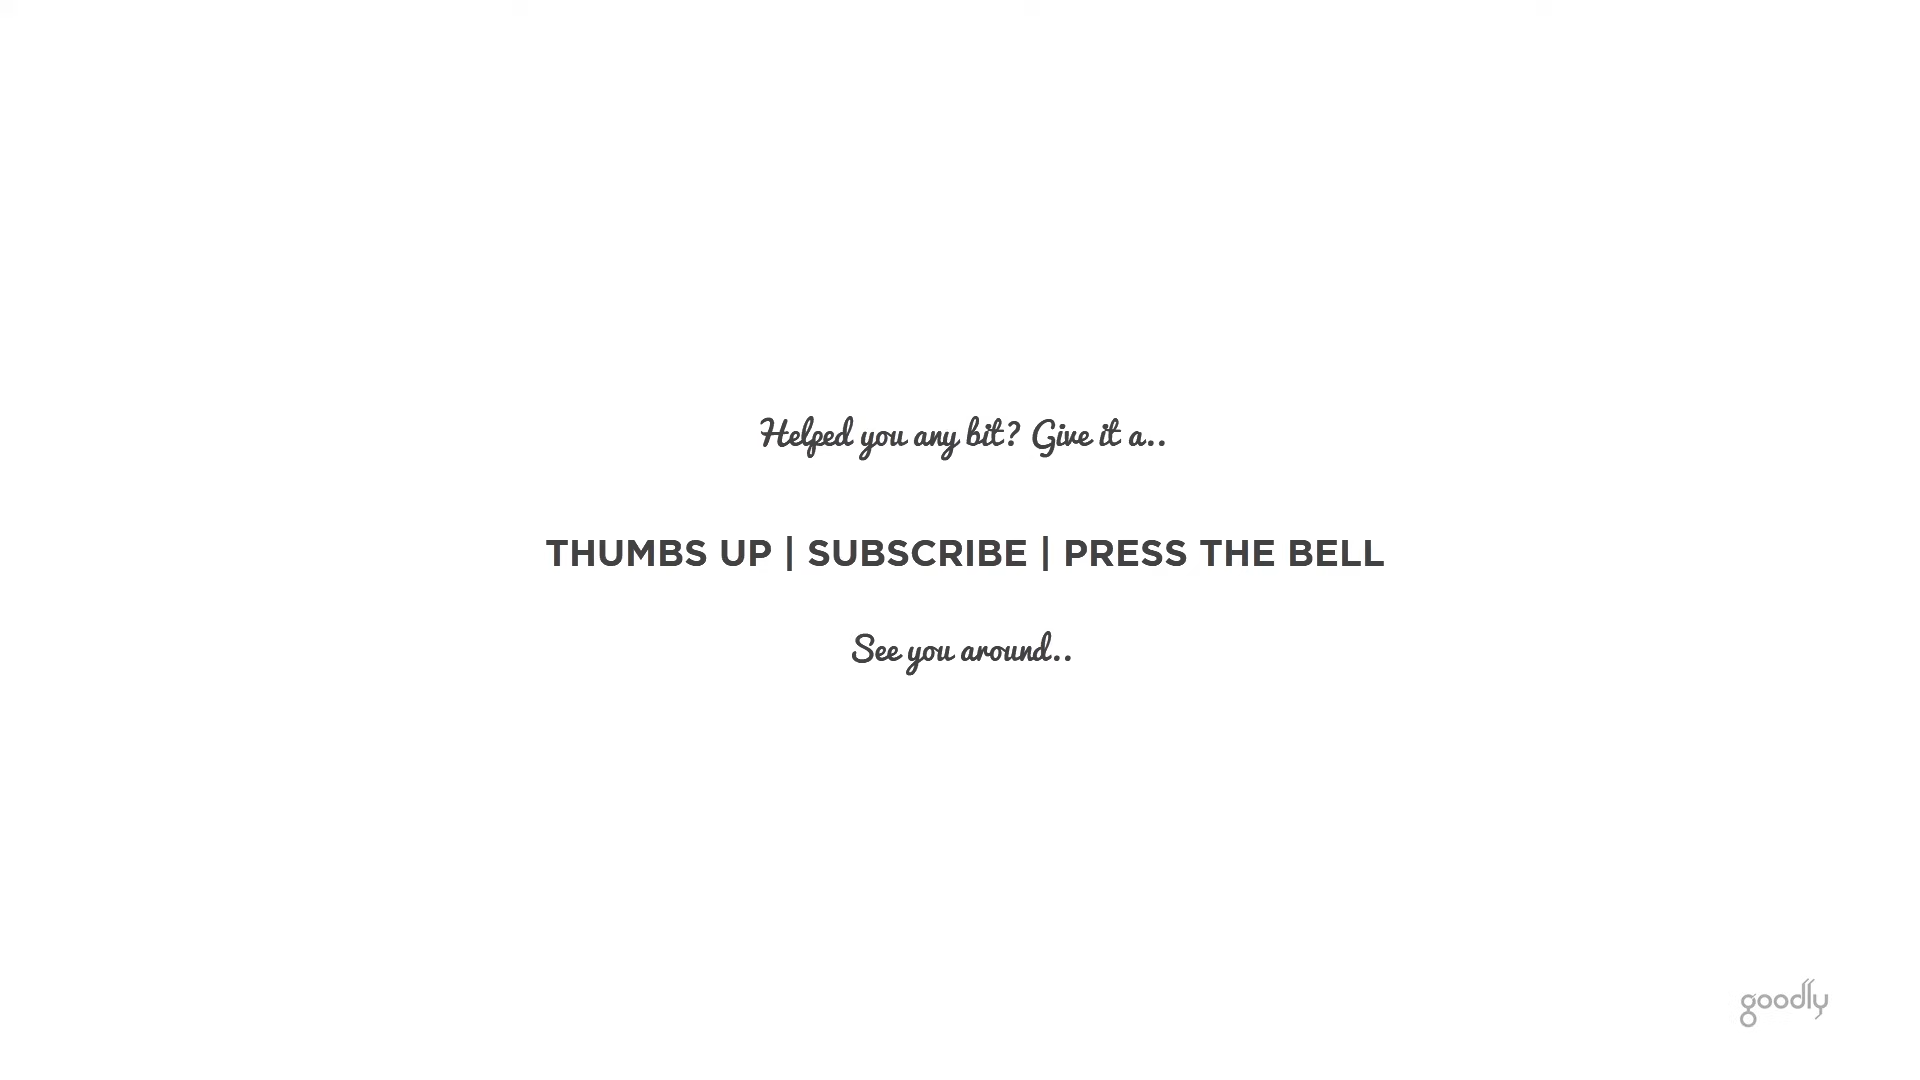 Helped you any bit? Give it a..
THUMBS UP | SUBSCRIBE | PRESS THE BELL
See you around..
goodly